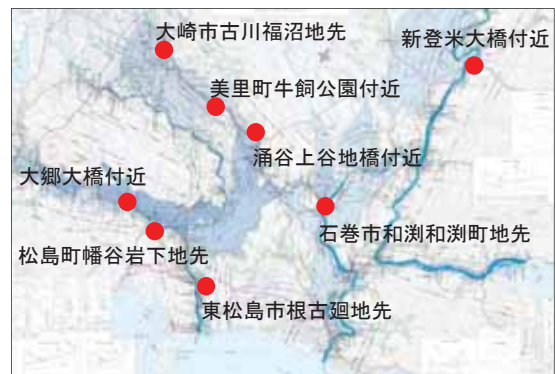 大崎市古川福沼地先
新登米大橋付近
美里町牛飼公園付近
涌谷上谷地橋付近
大郷大橋付近
石巻市和渕和渕町地先
松島町幡谷岩下地先
東松島市根古廻地先